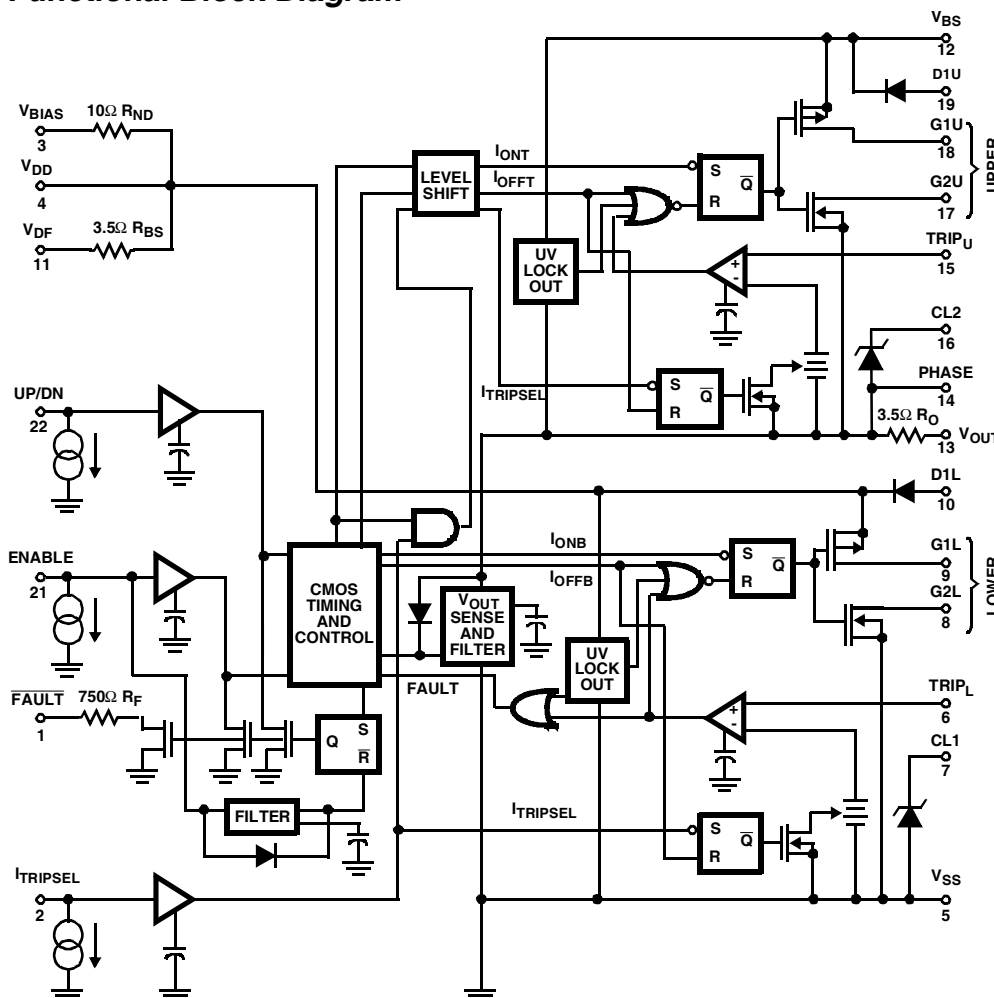 Functional Block Diagram
VBS
12
D1U
19
G1U
18
UPPER
G2U
17
TRIPU
15
CL2
16
PHASE
14
3.5Ω RO
VOUT
13
VBIAS
3
10Ω RND
VDD
4
VDF
11
3.5Ω RBS
LEVEL
SHIFT
IONT
IOFFT
S
R
Q̅
UV
LOCK
OUT
+
-
ITRIPSEL
S
R
Q̅
UP/DN
22
D1L
10
G1L
9
LOWER
G2L
8
TRIPL
6
CL1
7
VSS
5
ENABLE
21
CMOS
TIMING
AND
CONTROL
IONB
IOFFB
S
R
Q̅
VOUT
SENSE
AND
FILTER
UV
LOCK
OUT
FAULT
+
-
F̅A̅U̅L̅T̅
1
750Ω RF
Q
S
R̅
FILTER
ITRIPSEL
S
R
Q̅
ITRIPSEL
2